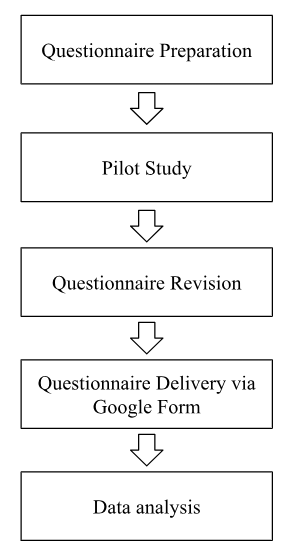 Questionnaire Preparation
Pilot Study
Questionnaire Revision
Questionnaire Delivery via
Google Form
Data analysis